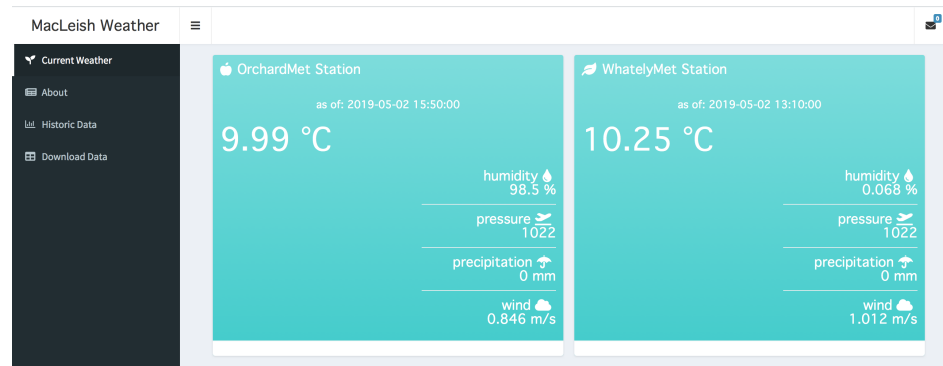 MacLeish Weather
0
Current Weather
About
Historic Data
Download Data
OrchardMet Station
as of: 2019-05-02 15:50:00
9.99 °C
humidity
98.5 %
pressure
1022
precipitation
0 mm
wind
0.846 m/s
WhatelyMet Station
as of: 2019-05-02 13:10:00
10.25 °C
humidity
0.068 %
pressure
1022
precipitation
0 mm
wind
1.012 m/s